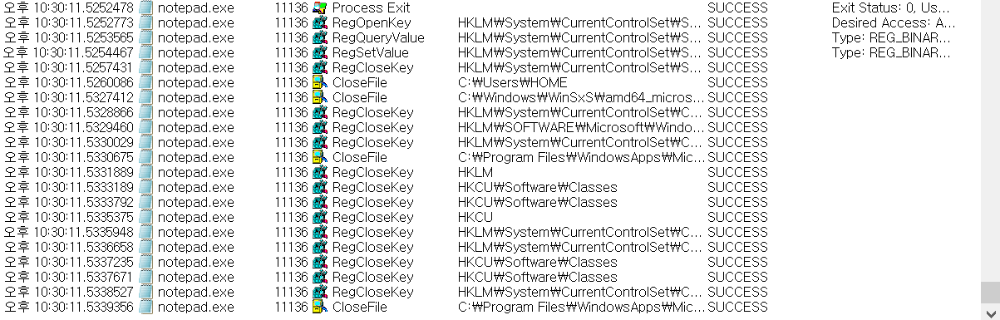 오후 10:30:11.5252478 notepad.exe 11136 Process Exit SUCCESS Exit Status: 0, Us...
오후 10:30:11.5252773 notepad.exe 11136 RegOpenKey HKLM₩System₩CurrentControlSet₩S... SUCCESS Desired Access: A...
오후 10:30:11.5253565 notepad.exe 11136 RegQueryValue HKLM₩System₩CurrentControlSet₩S... SUCCESS Type: REG_BINAR...
오후 10:30:11.5254467 notepad.exe 11136 RegSetValue HKLM₩System₩CurrentControlSet₩S... SUCCESS Type: REG_BINAR...
오후 10:30:11.5257431 notepad.exe 11136 RegCloseKey HKLM₩System₩CurrentControlSet₩S... SUCCESS
오후 10:30:11.5260086 notepad.exe 11136 CloseFile C:₩Users₩HOME SUCCESS
오후 10:30:11.5327412 notepad.exe 11136 CloseFile C:₩Windows₩WinSxS₩amd64_micros... SUCCESS
오후 10:30:11.5328866 notepad.exe 11136 RegCloseKey HKLM₩System₩CurrentControlSet₩C... SUCCESS
오후 10:30:11.5329460 notepad.exe 11136 RegCloseKey HKLM₩SOFTWARE₩Microsoft₩Windo... SUCCESS
오후 10:30:11.5330029 notepad.exe 11136 RegCloseKey HKLM₩System₩CurrentControlSet₩C... SUCCESS
오후 10:30:11.5330675 notepad.exe 11136 CloseFile C:₩Program Files₩WindowsApps₩Mic... SUCCESS
오후 10:30:11.5331889 notepad.exe 11136 RegCloseKey HKLM SUCCESS
오후 10:30:11.5333189 notepad.exe 11136 RegCloseKey HKCU₩Software₩Classes SUCCESS
오후 10:30:11.5333792 notepad.exe 11136 RegCloseKey HKCU₩Software₩Classes SUCCESS
오후 10:30:11.5335375 notepad.exe 11136 RegCloseKey HKCU SUCCESS
오후 10:30:11.5335948 notepad.exe 11136 RegCloseKey HKLM₩System₩CurrentControlSet₩C... SUCCESS
오후 10:30:11.5336658 notepad.exe 11136 RegCloseKey HKLM₩System₩CurrentControlSet₩C... SUCCESS
오후 10:30:11.5337235 notepad.exe 11136 RegCloseKey HKCU₩Software₩Classes SUCCESS
오후 10:30:11.5337671 notepad.exe 11136 RegCloseKey HKCU₩Software₩Classes SUCCESS
오후 10:30:11.5338527 notepad.exe 11136 RegCloseKey HKLM₩System₩CurrentControlSet₩C... SUCCESS
오후 10:30:11.5339356 notepad.exe 11136 CloseFile C:₩Program Files₩WindowsApps₩Mic... SUCCESS